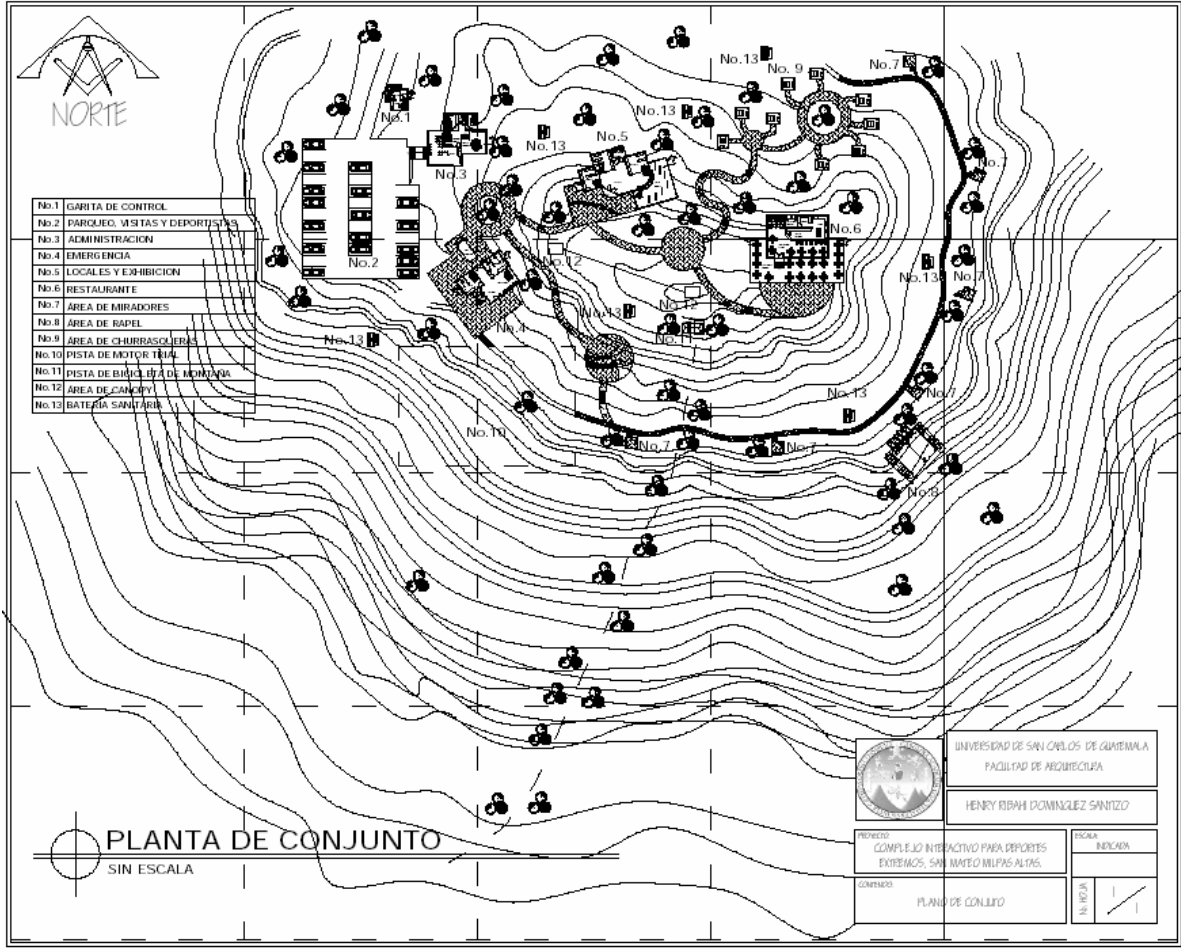 NORTE
No.13
No. 9
No.7
No.1
No.13
No.5
No.13
No.3
No.7
No.1 GARITA DE CONTROL
No.2 PARQUEO, VISITAS Y DEPORTISTAS
No.3 ADMINISTRACION
No.4 EMERGENCIA
No.5 LOCALES Y EXHIBICION
No.6 RESTAURANTE
No.7 ÁREA DE MIRADORES
No.8 ÁREA DE RAPEL
No.9 ÁREA DE CHURRASQUERAS
No.10 PISTA DE MOTOR TRIAL
No.11 PISTA DE BICICLETA DE MONTAÑA
No.12 ÁREA DE CANOPY
No.13 BATERIA SANITARIA
No.6
No.2
No.12
No.13
No.7
No.12
No.13
No.4
No.11
No.13
No.13
No.7
No.10
No.7
No.7
No.8
PLANTA DE CONJUNTO
SIN ESCALA
UNIVERSIDAD DE SAN CARLOS DE GUATEMALA
FACULTAD DE ARQUITECTURA
HENRY RIBAHI DOMINGUEZ SANTIZO
PROYECTO:
COMPLEJO INTERACTIVO PARA DEPORTES
EXTREMOS, SAN MATEO MILPAS ALTAS.
ESCALA:
INDICADA
CONTENIDO:
PLANO DE CONJUTO
No. HOJA
1/1